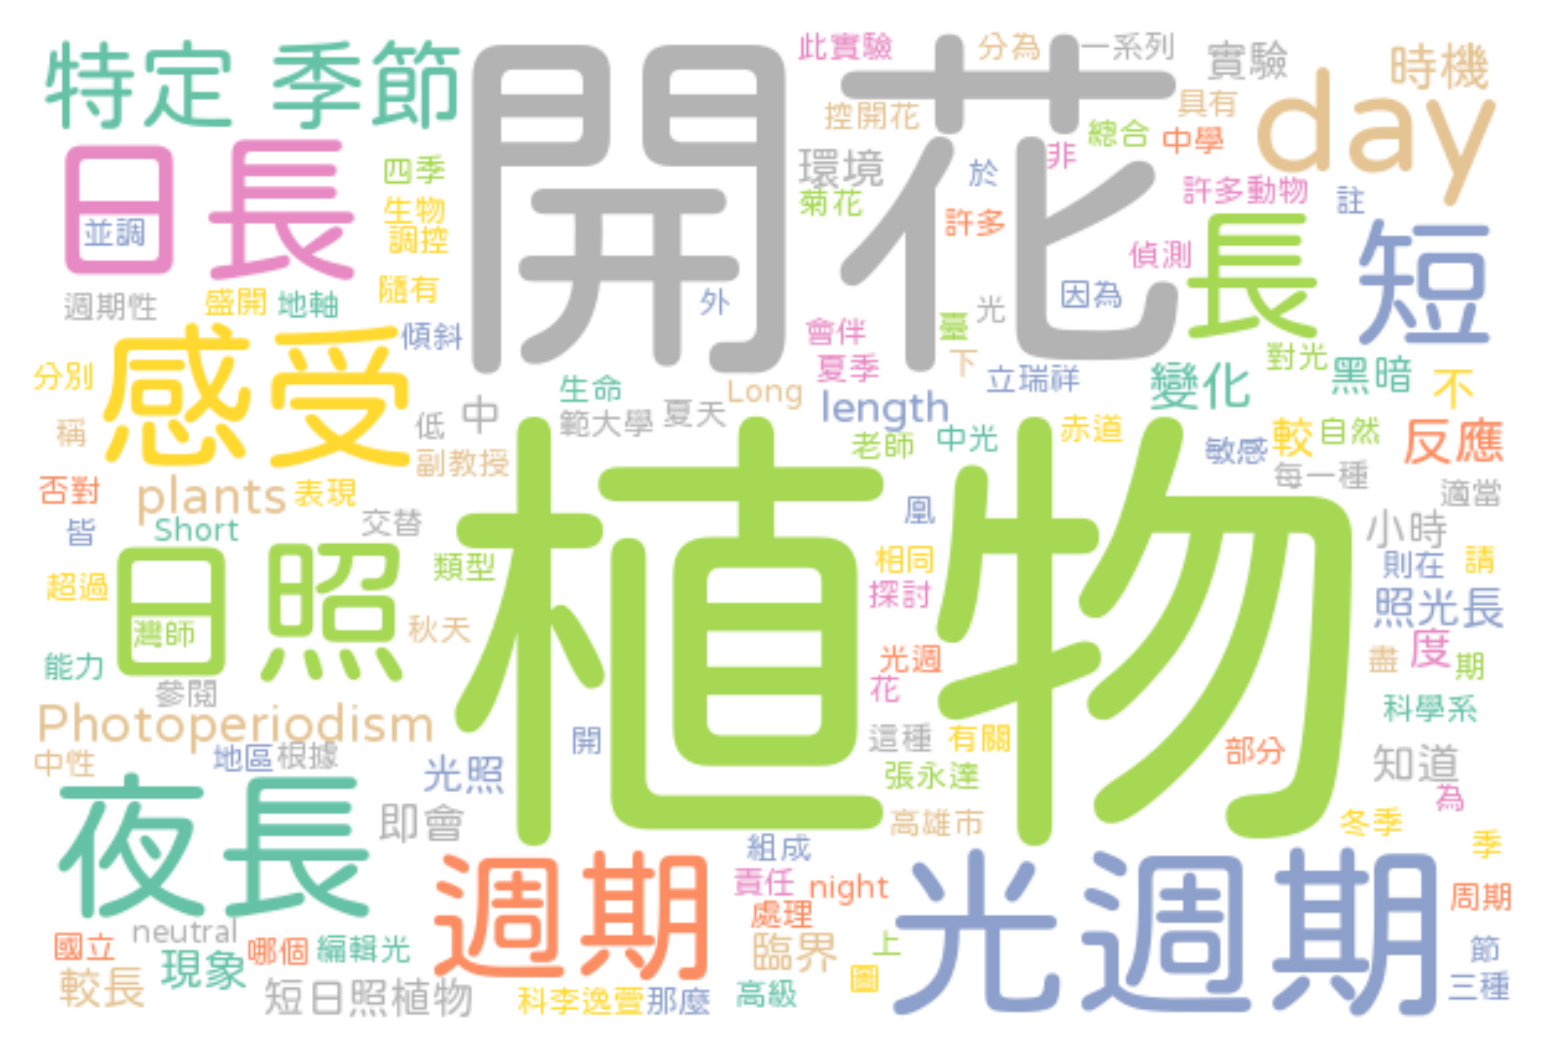 特定 季節
開花
此實驗 分為 一系列
實驗 時機
控開花 具有 day
日長 四季
環境 於 非 總合 中學
生物 菊花 許多動物 註
並調 調控 許多 偵測 長 短
週期性 盛開 地軸 隨有
外 光 因為
感受 傾斜 會伴 臺
分別 夏季 下 立瑞祥 變化 對光 黑暗 不
生命 Long length
稱 低 中 範大學 夏天
副教授 老師 中光 赤道 敏感 較 自然 反應
否對 plants 表現 植物 每一種 適當
皆 Short 交替 凰 小時
超過 日照 類型 相同 則在 請
灣師 秋天 探討 照光長
能力 參閱 光週 度 盡 期
花 科學系
Photoperiodism
中性 地區 根據 開 這種 有關 部分
光照 張永達 知道
夜長 即會 高雄市 為 冬季
組成 季
週期 責任 night 光週期 周期
neutral 處理
國立 哪個 編輯光 臨界 上 節
較長 現象 圖 三種
短日照植物 科李逸萱 那麼 高級